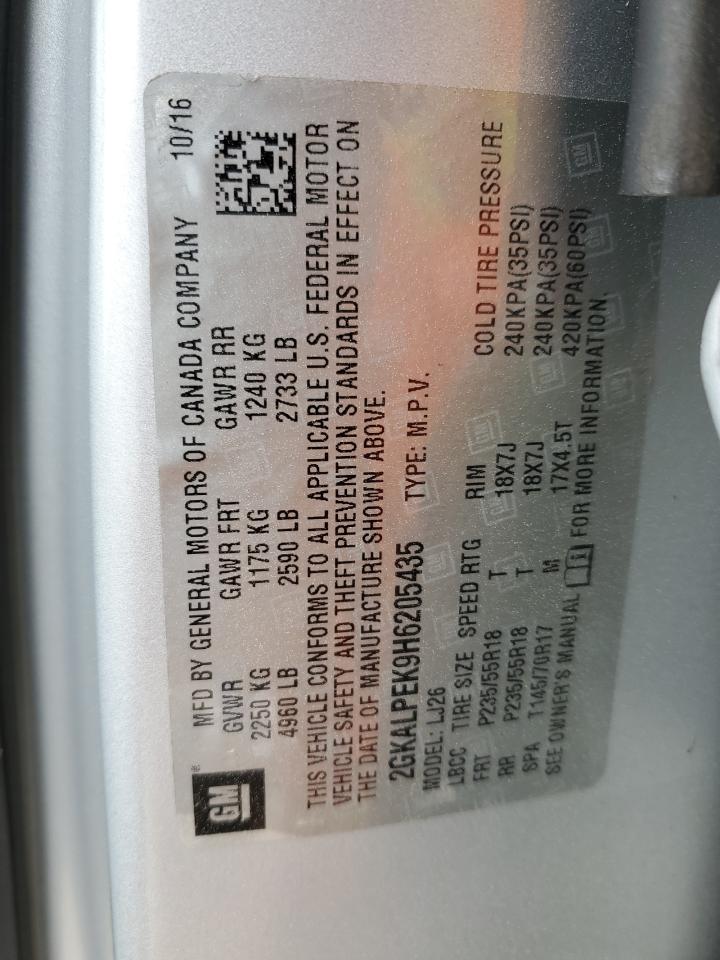 GM
MFD BY GENERAL MOTORS OF CANADA COMPANY 10/16
GVWR GAWR FRT GAWR RR
2250 KG 1175 KG 1240 KG
4960 LB 2590 LB 2733 LB
THIS VEHICLE CONFORMS TO ALL APPLICABLE U.S. FEDERAL MOTOR
VEHICLE SAFETY AND THEFT PREVENTION STANDARDS IN EFFECT ON
THE DATE OF MANUFACTURE SHOWN ABOVE.
2GKALPEK9H6205435 TYPE: M.P.V.
MODEL: LJ26
LBCC TIRE SIZE SPEED RTG RIM COLD TIRE PRESSURE
FRT P235/55R18 T 18X7J 240KPA(35PSI)
RR P235/55R18 T 18X7J 240KPA(35PSI)
SPA T145/70R17 M 17X4.5T 420KPA(60PSI)
SEE OWNER'S MANUAL FOR MORE INFORMATION.